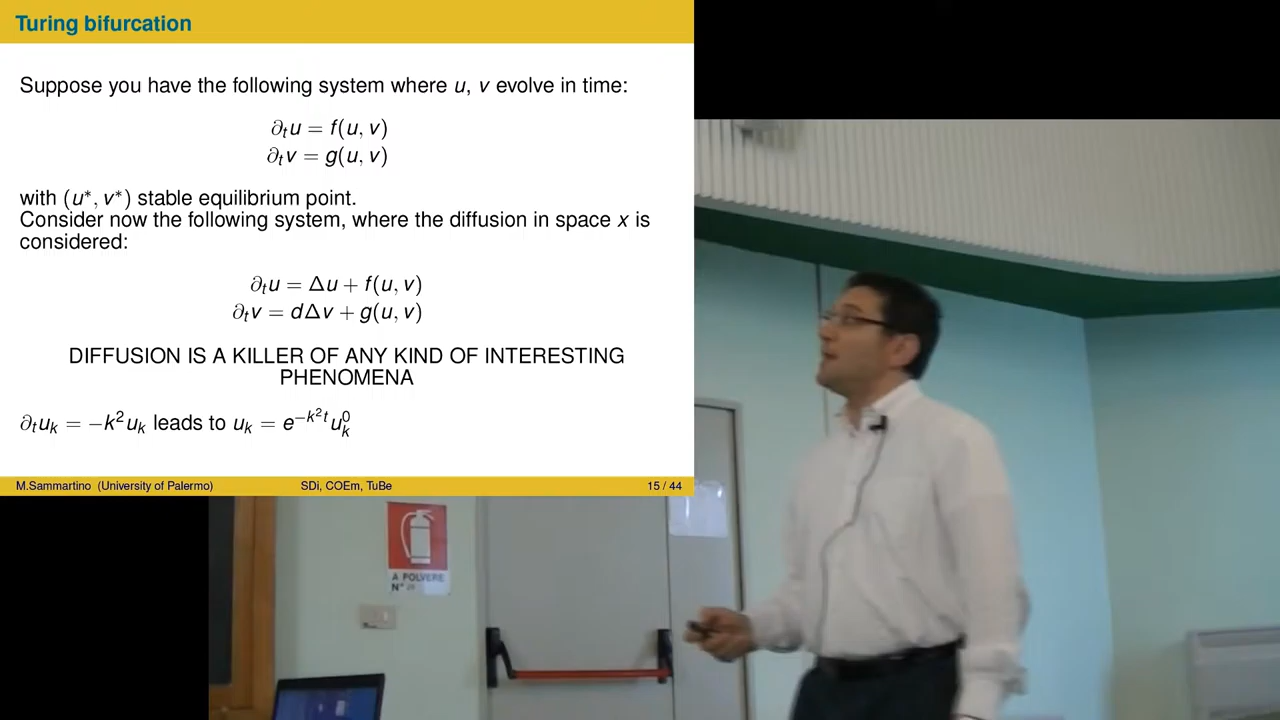 Turing bifurcation
Suppose you have the following system where u, v evolve in time:
∂ₜu = f(u, v)
∂ₜv = g(u, v)
with (u*, v*) stable equilibrium point.
Consider now the following system, where the diffusion in space x is
considered:
∂ₜu = Δu + f(u, v)
∂ₜv = dΔv + g(u, v)
DIFFUSION IS A KILLER OF ANY KIND OF INTERESTING
PHENOMENA
∂ₜuₖ = −k²uₖ leads to uₖ = e^{−k²t}u_k^0
M.Sammartino (University of Palermo) SDi, COEm, TuBe 15 / 44
A POLVERE
N°